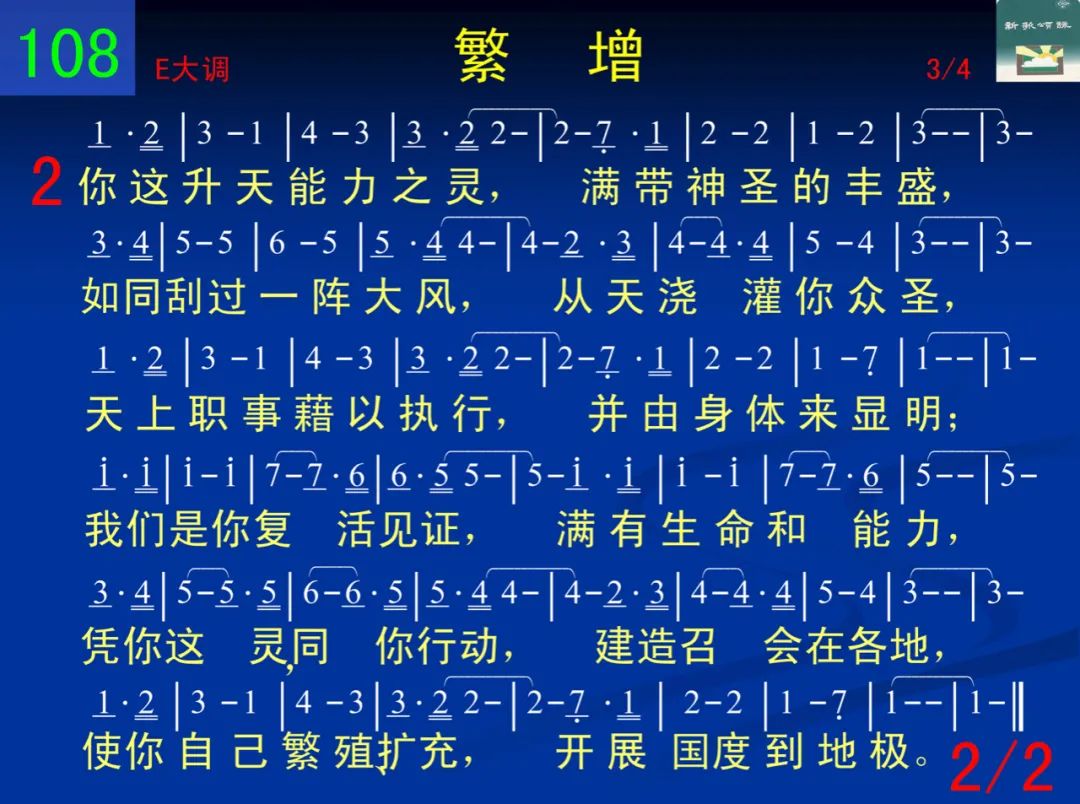 108
E大调
繁 增
3/4
新歌颂咏
1 · 2 | 3 - 1 | 4 - 3 | 3 · 2 2 - | 2 - 7 · 1 | 2 - 2 | 1 - 2 | 3 - - | 3 -
2 你这升天能力之灵， 满带神圣的丰盛，
3 · 4 | 5 - 5 | 6 - 5 | 5 · 4 4 - | 4 - 2 · 3 | 4 - 4 · 4 | 5 - 4 | 3 - - | 3 -
如同刮过一阵大风， 从天浇 灌你众圣，
1 · 2 | 3 - 1 | 4 - 3 | 3 · 2 2 - | 2 - 7 · 1 | 2 - 2 | 1 - 7 | 1 - - | 1 -
天上职事藉以执行， 并由身体来显明；
i · i | i - i | 7 - 7 · 6 | 6 · 5 5 - | 5 - i · i | i - i | 7 - 7 · 6 | 5 - - | 5 -
我们是你复 活见证， 满有生命和 能力，
3 · 4 | 5 - 5 · 5 | 6 - 6 · 5 | 5 · 4 4 - | 4 - 2 · 3 | 4 - 4 · 4 | 5 - 4 | 3 - - | 3 -
凭你这 灵，同 你行动， 建造召 会在各地，
1 · 2 | 3 - 1 | 4 - 3 | 3 · 2 2 - | 2 - 7 · 1 | 2 - 2 | 1 - 7 | 1 - - | 1 - ‖
使你自己繁殖、扩充， 开展 国度到地极。
2/2